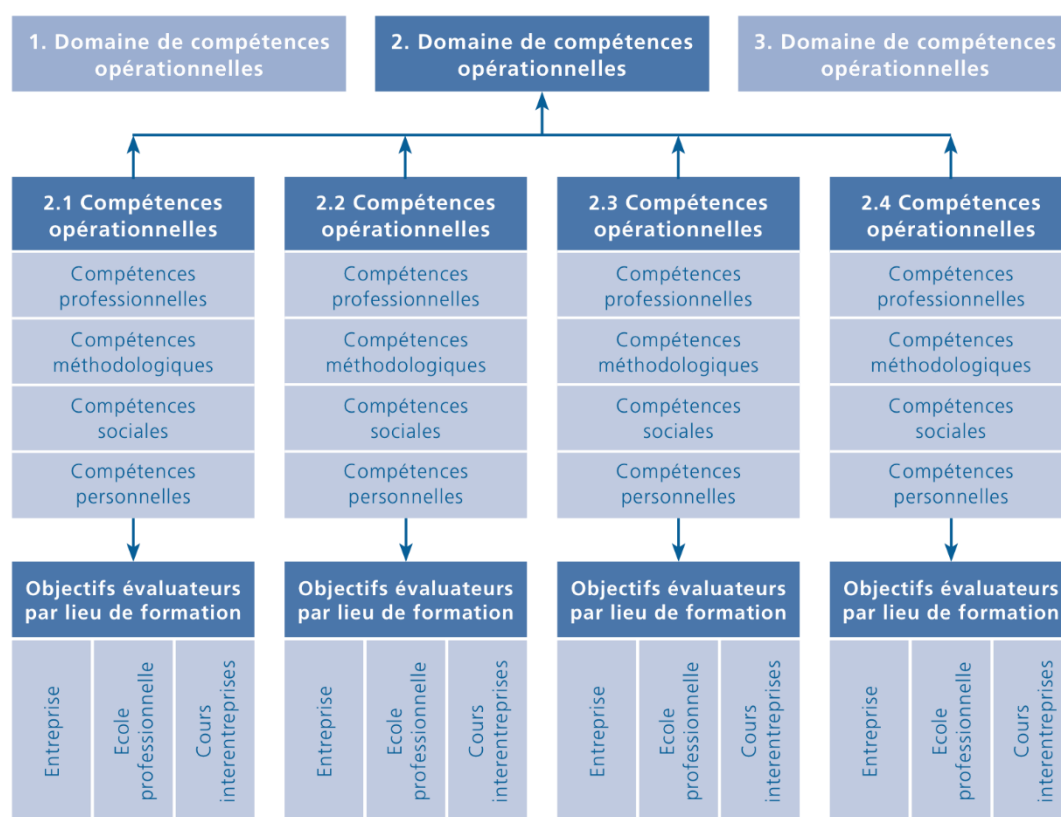 1. Domaine de compétences
opérationnelles
2. Domaine de compétences
opérationnelles
3. Domaine de compétences
opérationnelles
2.1 Compétences
opérationnelles
Compétences
professionnelles
Compétences
méthodologiques
Compétences
sociales
Compétences
personnelles
Objectifs évaluateurs
par lieu de formation
Entreprise
Ecole
professionnelle
Cours
interentreprises
2.2 Compétences
opérationnelles
Compétences
professionnelles
Compétences
méthodologiques
Compétences
sociales
Compétences
personnelles
Objectifs évaluateurs
par lieu de formation
Entreprise
Ecole
professionnelle
Cours
interentreprises
2.3 Compétences
opérationnelles
Compétences
professionnelles
Compétences
méthodologiques
Compétences
sociales
Compétences
personnelles
Objectifs évaluateurs
par lieu de formation
Entreprise
Ecole
professionnelle
Cours
interentreprises
2.4 Compétences
opérationnelles
Compétences
professionnelles
Compétences
méthodologiques
Compétences
sociales
Compétences
personnelles
Objectifs évaluateurs
par lieu de formation
Entreprise
Ecole
professionnelle
Cours
interentreprises